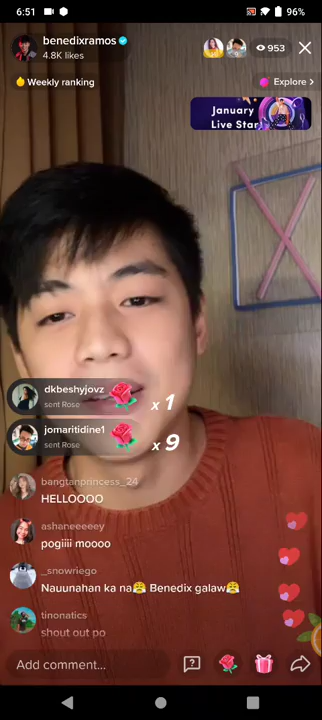 6:51
96%
benedixramos
4.8K likes
953
Weekly ranking
Explore >
January
Live Star
dkbeshyjovz
sent Rose
x 1
jomaritidine1
sent Rose
x 9
bangtanprincess_24
HELLOOOO
ashaneeeey
pogiiii moooo
_snowriego
Nauunahan ka na😤 Benedix galaw😤
tinonatics
shout out po
Add comment...